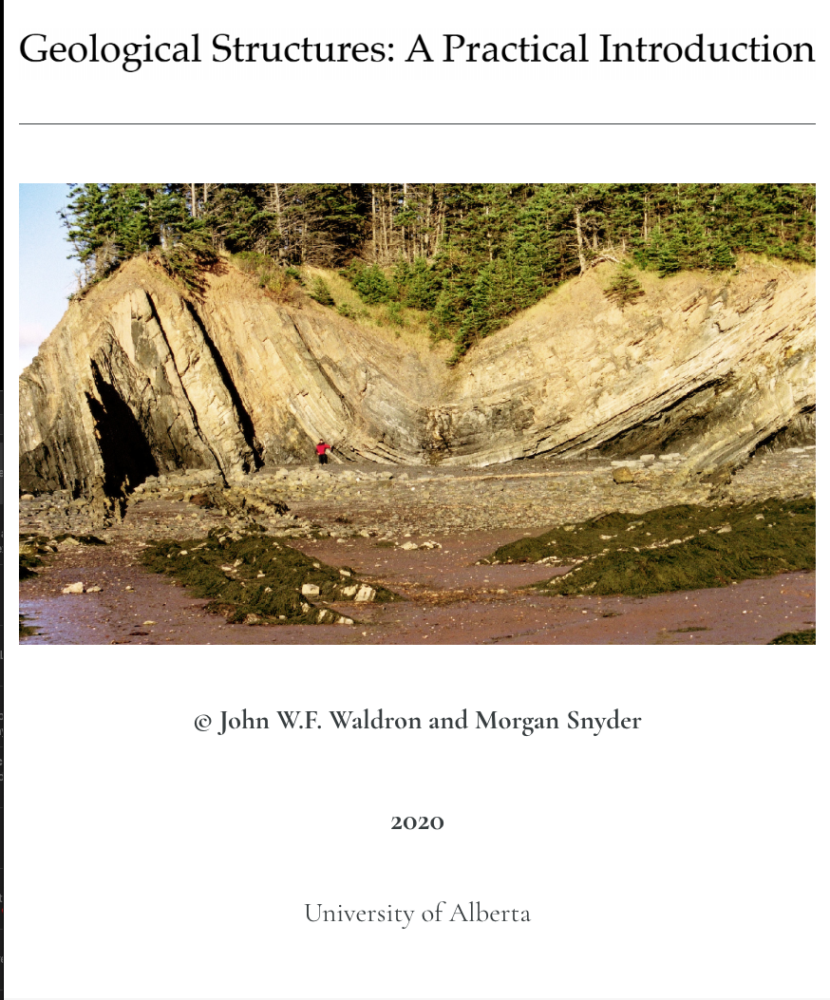 Geological Structures: A Practical Introduction
© John W.F. Waldron and Morgan Snyder
2020
University of Alberta